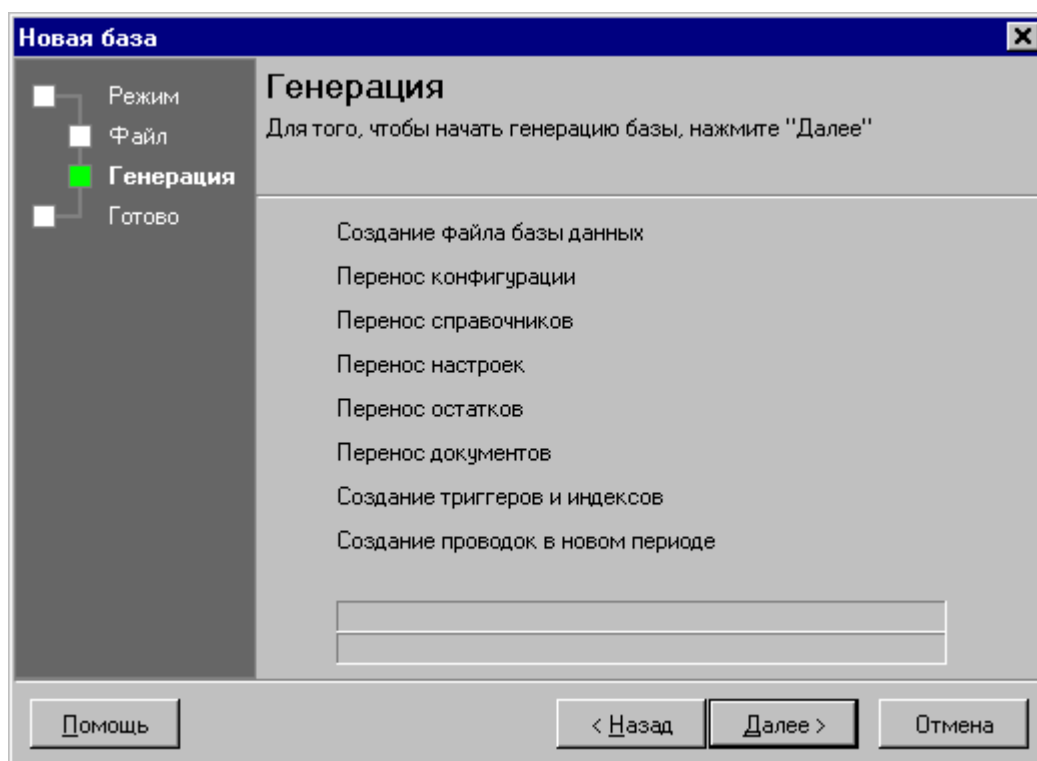 Новая база
Режим
Файл
Генерация
Готово
Генерация
Для того, чтобы начать генерацию базы, нажмите "Далее"
Создание файла базы данных
Перенос конфигурации
Перенос справочников
Перенос настроек
Перенос остатков
Перенос документов
Создание триггеров и индексов
Создание проводок в новом периоде
Помощь
< Назад
Далее >
Отмена